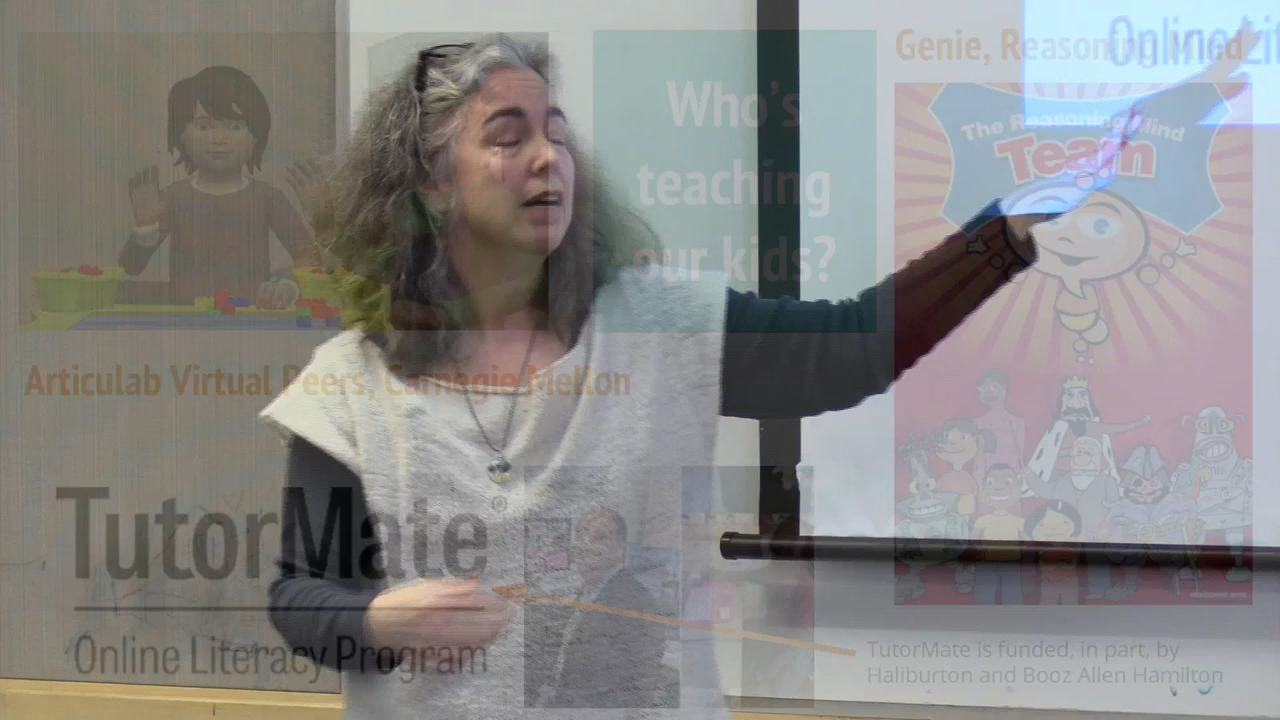 Who's
teaching
our kids?
Genie, Reasoning Mind
Online
The Reasoning Mind
Team
Articulab Virtual Peers, Carnegie Mellon
TutorMate
Online Literacy Program
TutorMate is funded, in part, by
Haliburton and Booz Allen Hamilton